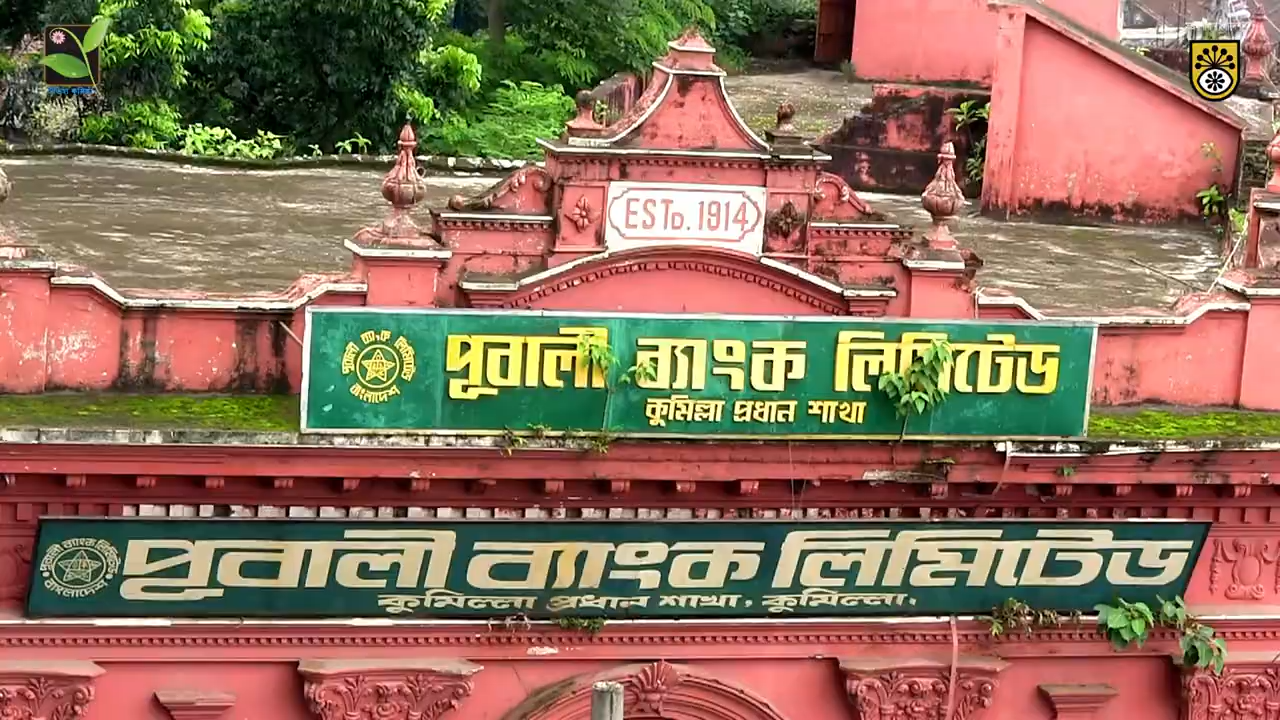 ESTD. 1914
পূবালী ব্যাংক লিমিটেড
কুমিল্লা প্রধান শাখা
পূবালী ব্যাংক লিমিটেড
বাংলাদেশ
পূবালী ব্যাংক লিমিটেড
কুমিল্লা প্রধান শাখা, কুমিল্লা।
পূবালী ব্যাংক লিমিটেড
বাংলাদেশ